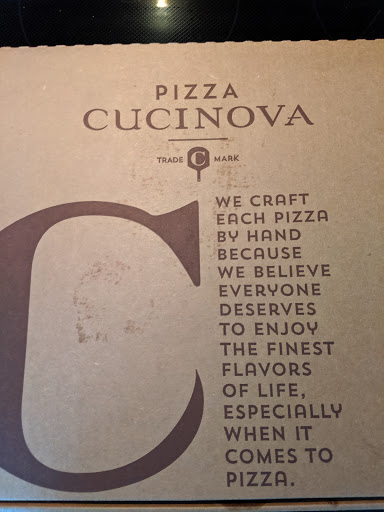 PIZZA
CUCINOVA
TRADE C MARK
WE CRAFT
EACH PIZZA
BY HAND
BECAUSE
WE BELIEVE
EVERYONE
DESERVES
TO ENJOY
THE FINEST
FLAVORS
OF LIFE,
ESPECIALLY
WHEN IT
COMES TO
PIZZA.
C